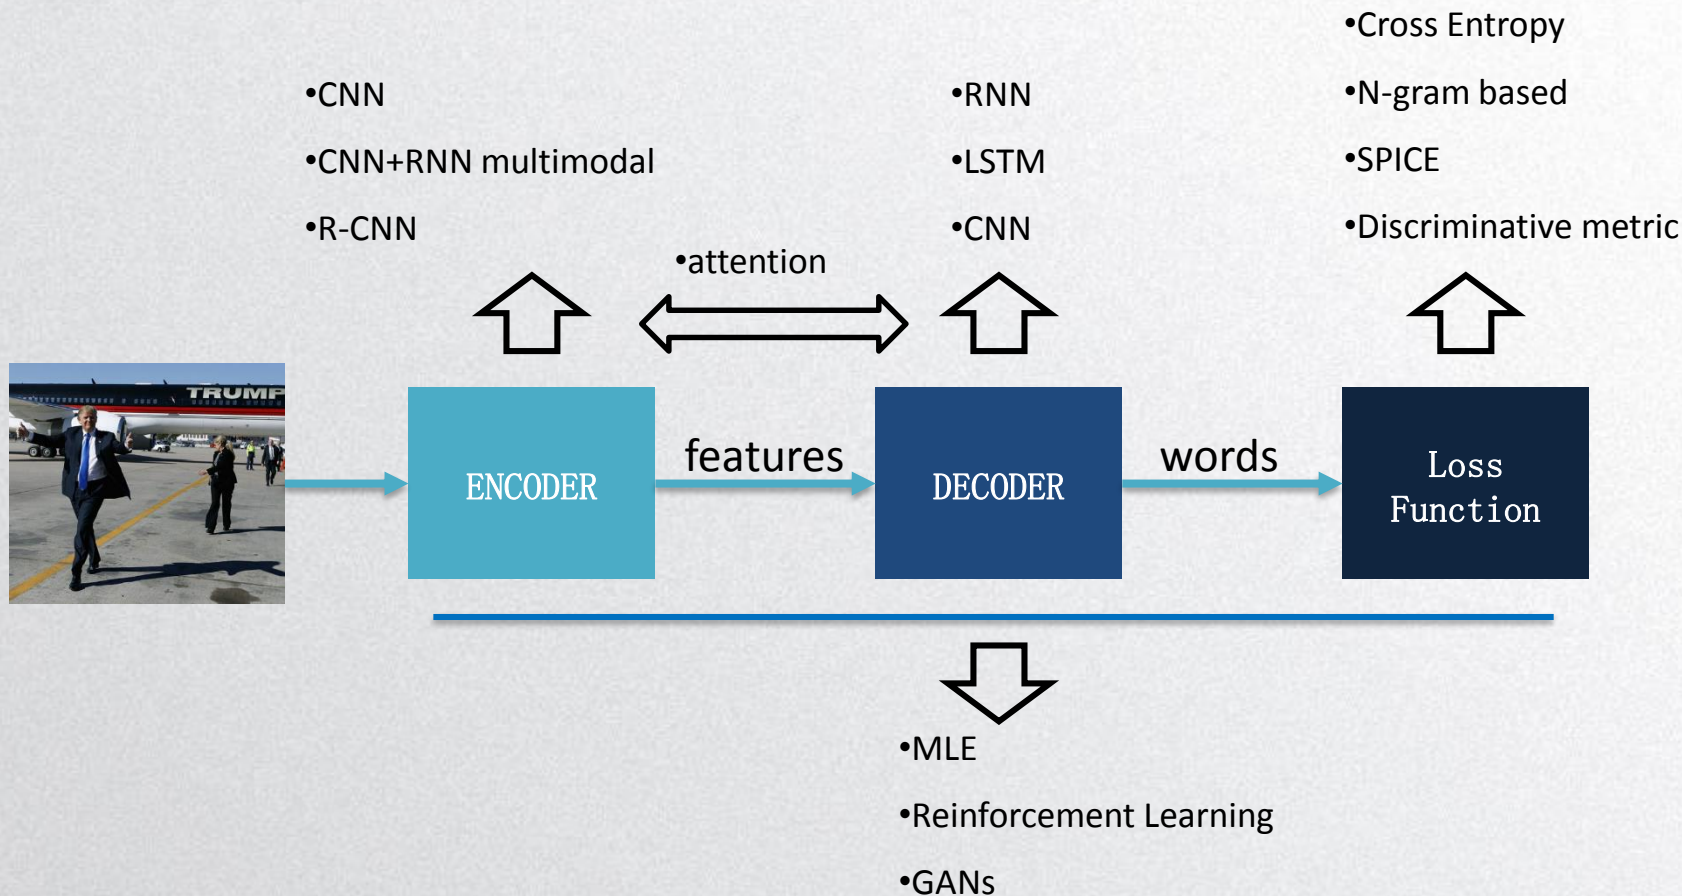 •Cross Entropy
•N-gram based
•SPICE
•Discriminative metric
•CNN
•CNN+RNN multimodal
•R-CNN
•RNN
•LSTM
•CNN
•attention
TRUMP
ENCODER
features
DECODER
words
Loss
Function
•MLE
•Reinforcement Learning
•GANs